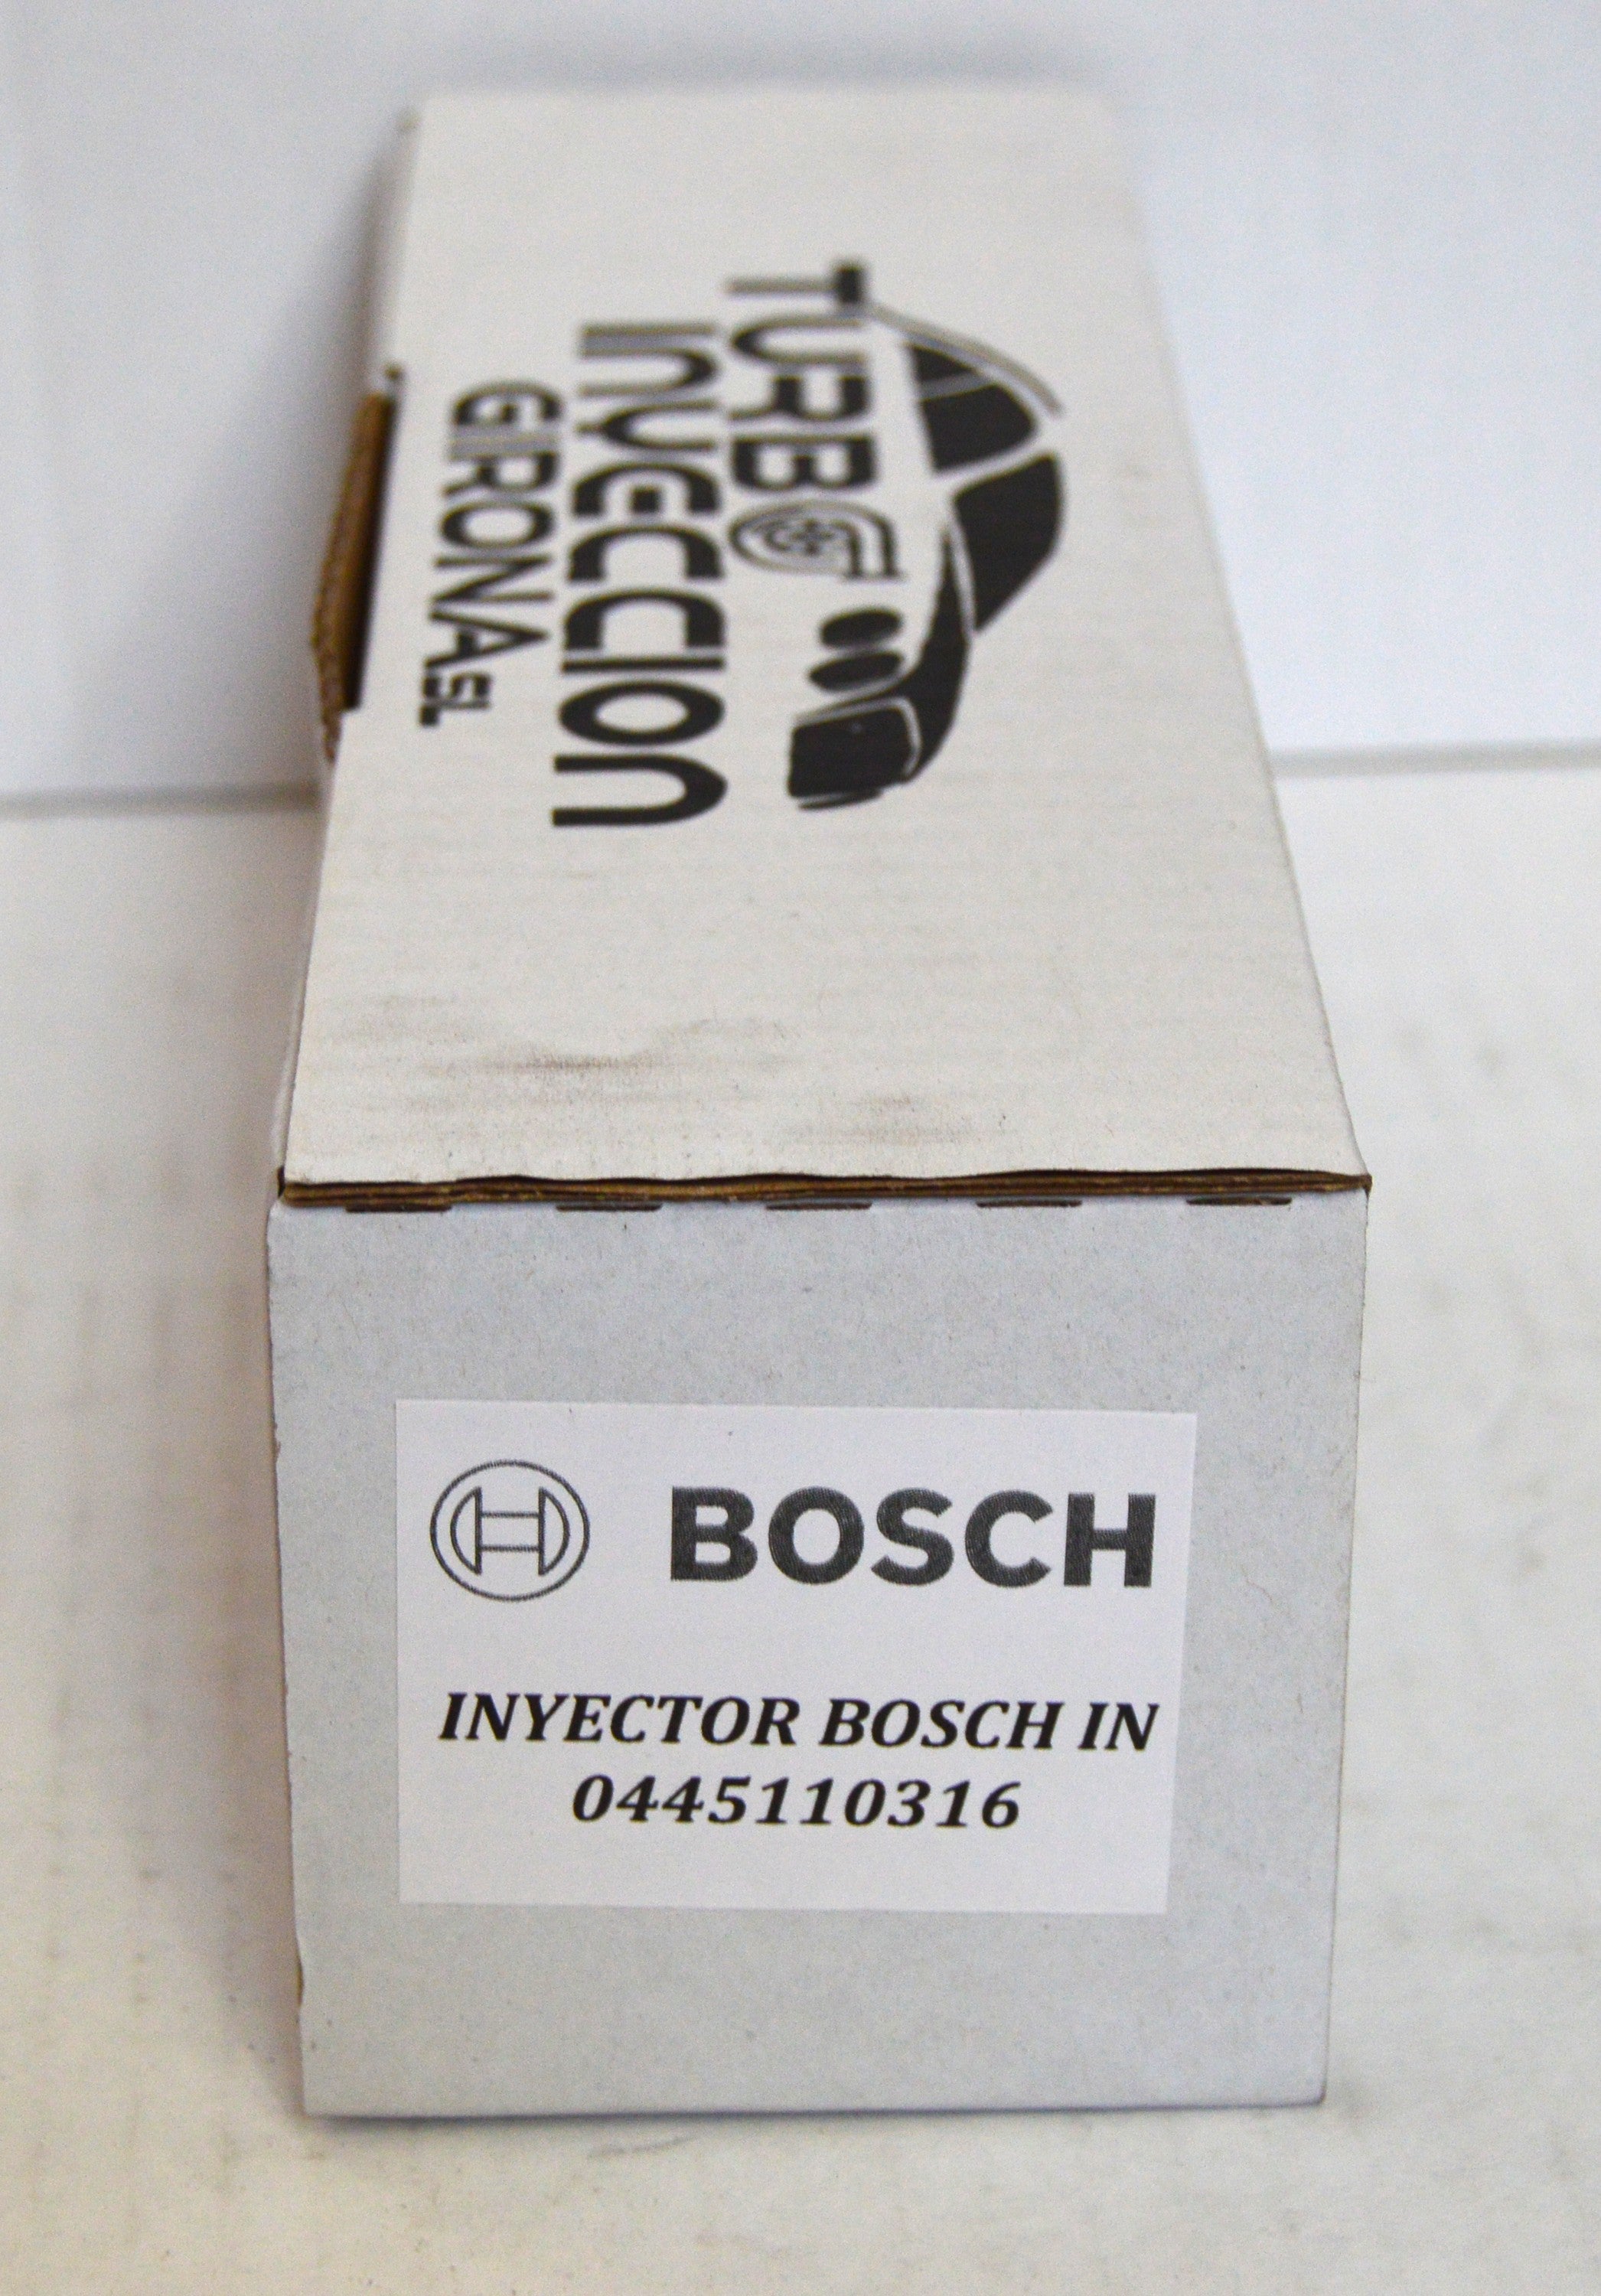 TURBO
INYECCION
GIRONA SL
BOSCH
INYECTOR BOSCH IN
0445110316